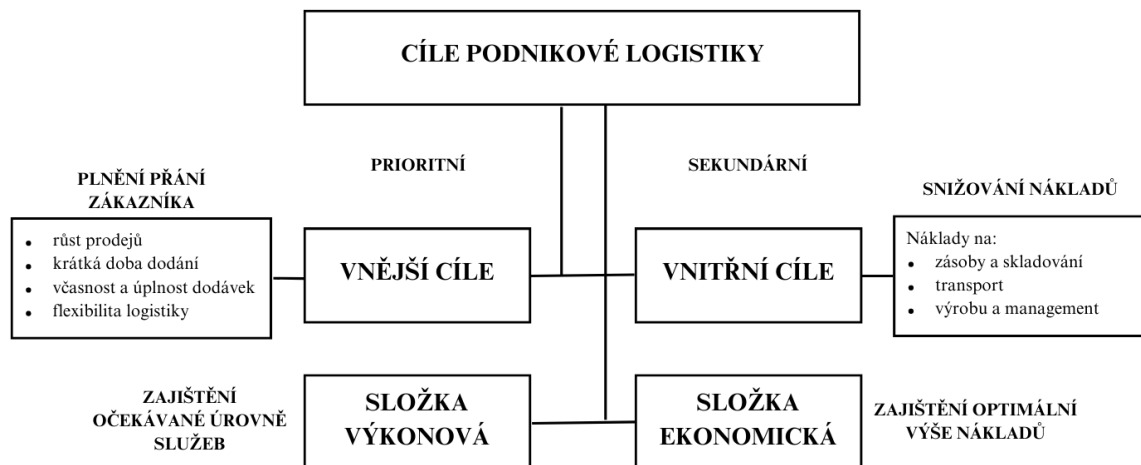 CÍLE PODNIKOVÉ LOGISTIKY
PRIORITNÍ
SEKUNDÁRNÍ
PLNĚNÍ PŘÁNÍ
ZÁKAZNÍKA
• růst prodejů
• krátká doba dodání
• včasnost a úplnost dodávek
• flexibilita logistiky
VNĚJŠÍ CÍLE
VNITŘNÍ CÍLE
SNIŽOVÁNÍ NÁKLADŮ
Náklady na:
• zásoby a skladování
• transport
• výrobu a management
ZAJIŠTĚNÍ
OČEKÁVANÉ ÚROVNĚ
SLUŽEB
SLOŽKA
VÝKONOVÁ
SLOŽKA
EKONOMICKÁ
ZAJIŠTĚNÍ OPTIMÁLNÍ
VÝŠE NÁKLADŮ